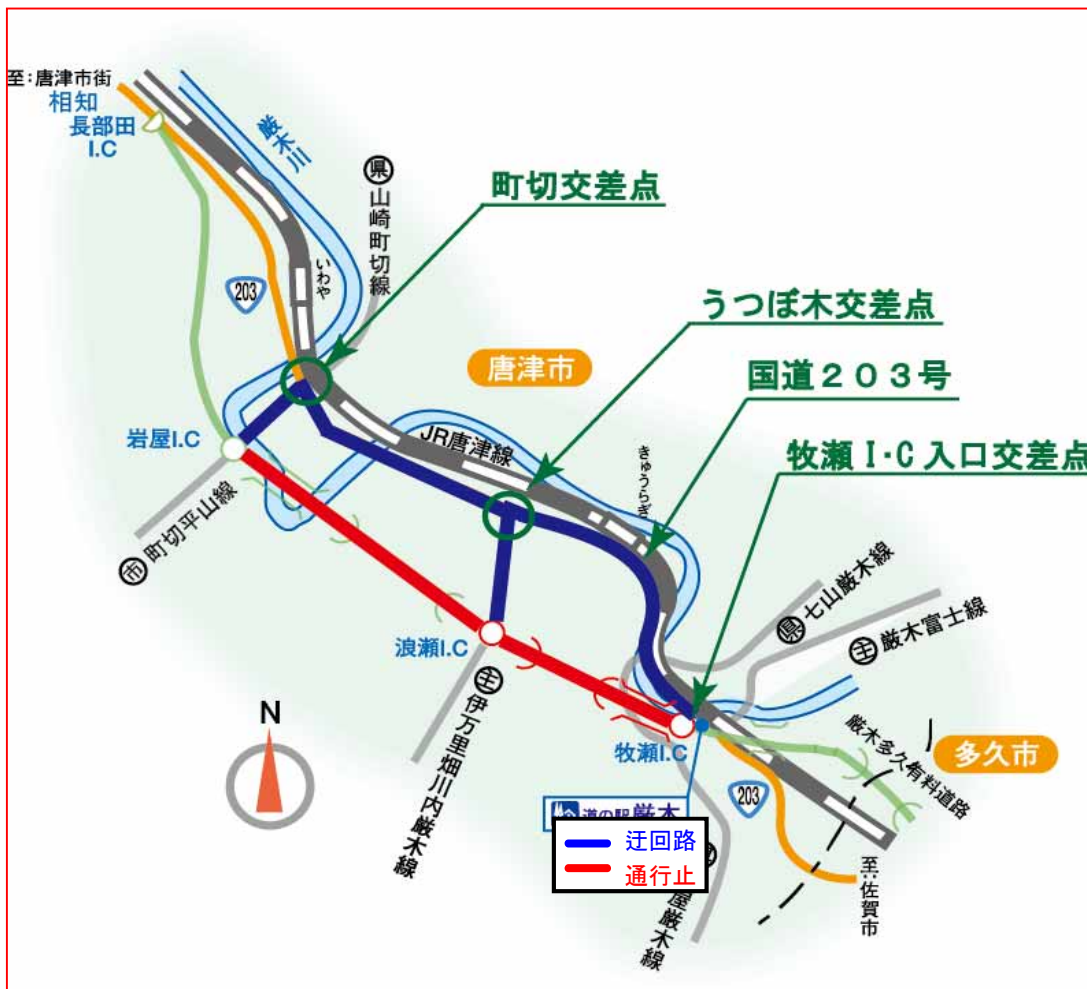 至:唐津市街
相知
長部田
I.C
厳木川
県山崎町切線
町切交差点
いわや
203
うつぼ木交差点
唐津市
国道203号
岩屋I.C
JR唐津線
きゅうらぎ
牧瀬I・C入口交差点
市町切平山線
県七山厳木線
主厳木富士線
浪瀬I.C
主伊万里畑川内厳木線
N
牧瀬I.C
厳木多久有料道路
多久市
203
道の駅厳木
迂回路
通行止
屋厳木線
至:佐賀市